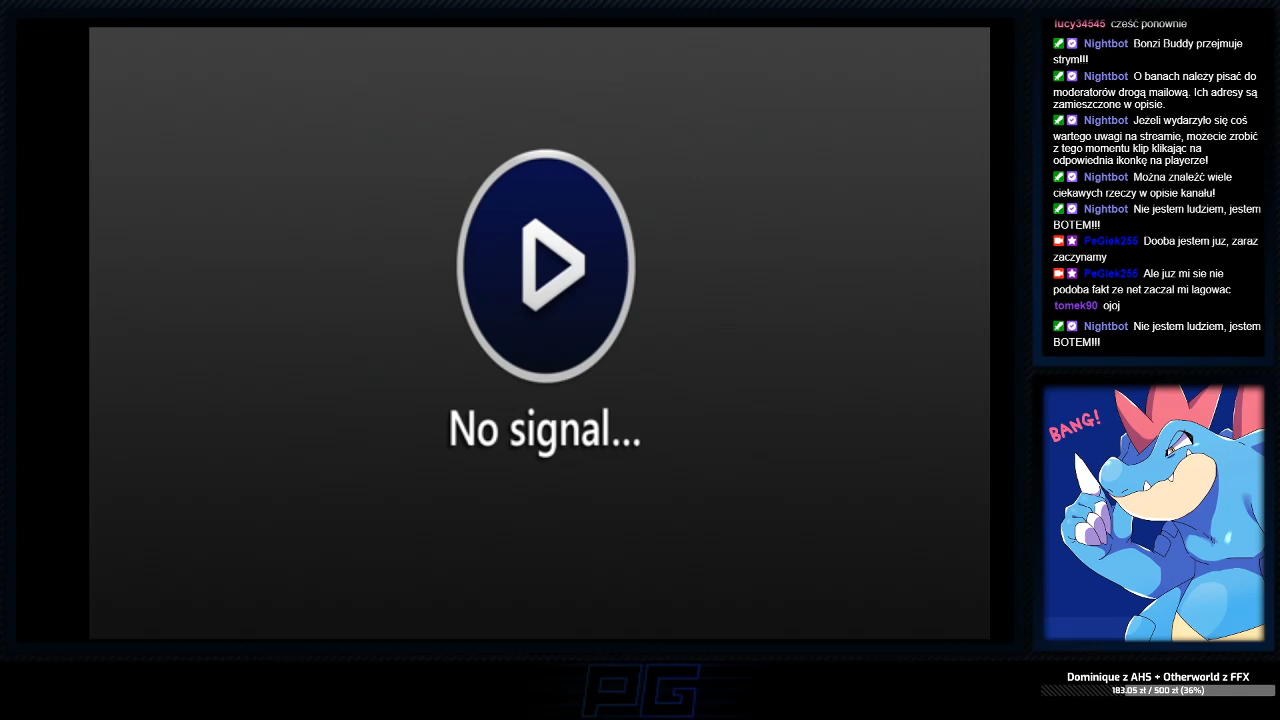 lucy34545 cześć ponownie
Nightbot Bonzi Buddy przejmuje
strym!!!
Nightbot O banach należy pisać do
moderatorów drogą mailową. Ich adresy są
zamieszczone w opisie.
Nightbot Jeżeli wydarzyło się coś
wartego uwagi na streamie, możecie zrobić
z tego momentu klip klikając na
odpowiednia ikonkę na playerze!
Nightbot Można znaleźć wiele
ciekawych rzeczy w opisie kanału!
Nightbot Nie jestem ludziem, jestem
BOTEM!!!
PeGiek255 Dooba jestem juz, zaraz
zaczynamy
PeGiek255 Ale juz mi sie nie
podoba fakt ze net zaczal mi lagowac
tomek90 ojoj
Nightbot Nie jestem ludziem, jestem
BOTEM!!!
No signal...
BANG!
PG
Dominique z AHS + Otherworld z FFX
183.05 zł / 500 zł (36%)